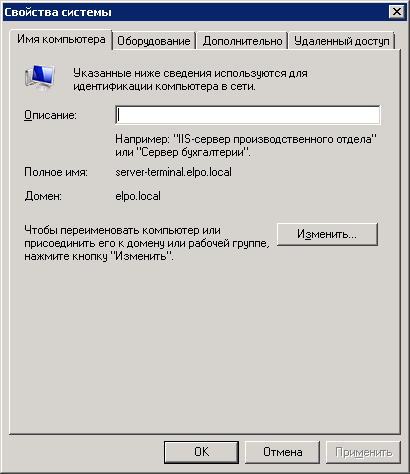 Свойства системы
Имя компьютера Оборудование Дополнительно Удаленный доступ
Указанные ниже сведения используются для
идентификации компьютера в сети.
Описание:
Например: "IIS-сервер производственного отдела"
или "Сервер бухгалтерии".
Полное имя: server-terminal.elpo.local
Домен: elpo.local
Чтобы переименовать компьютер или
присоединить его к домену или рабочей группе,
нажмите кнопку "Изменить".
Изменить...
OK Отмена Применить